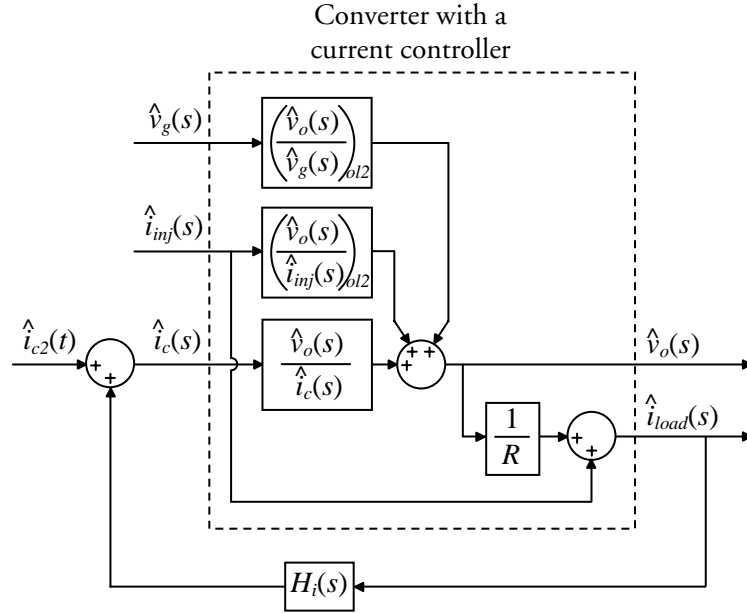 Converter with a
current controller
v̂g(s)
(v̂o(s)/v̂g(s))ol2
îinj(s)
(v̂o(s)/îinj(s))ol2
îc2(t)
îc(s)
v̂o(s)/îc(s)
+ +
+
+
+
v̂o(s)
îload(s)
1/R
+
+
Hi(s)